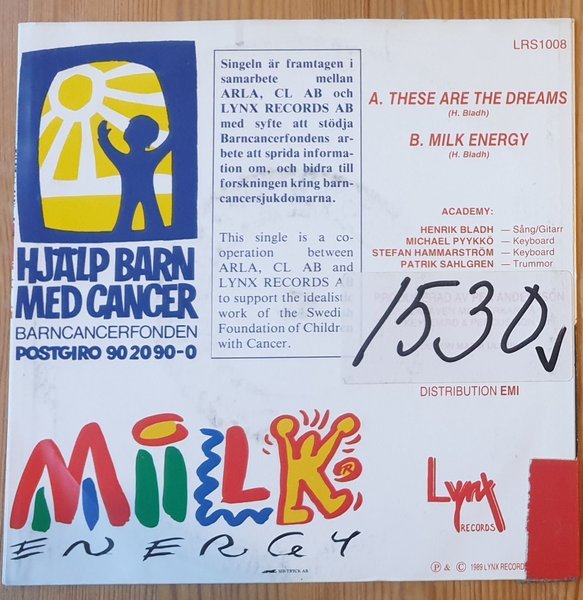 LRS1008
Singeln är framtagen i
samarbete mellan
ARLA, CL AB och
LYNX RECORDS AB
med syfte att stödja
Barncancerfondens ar-
bete att sprida informa-
tion om, och bidra till
forskningen kring barn-
cancersjukdomarna.
This single is a co-
operation between
ARLA, CL AB and
LYNX RECORDS
to support the idealistic
work of the Swedish
Foundation of Children
with Cancer.
HJÄLP BARN
MED CANCER
BARNCANCERFONDEN
POSTGIRO 90 20 90-0
A. THESE ARE THE DREAMS
(H. Bladh)
B. MILK ENERGY
(H. Bladh)
ACADEMY:
HENRIK BLADH — Sång/Gitarr
MICHAEL PYYKKÖ — Keyboard
STEFAN HAMMARSTRÖM — Keyboard
PATRIK SAHLGREN — Trummor
1530
DISTRIBUTION EMI
MiLK
ENERGY
Lynx
RECORDS
Ⓟ & © 1989 LYNX RECORD